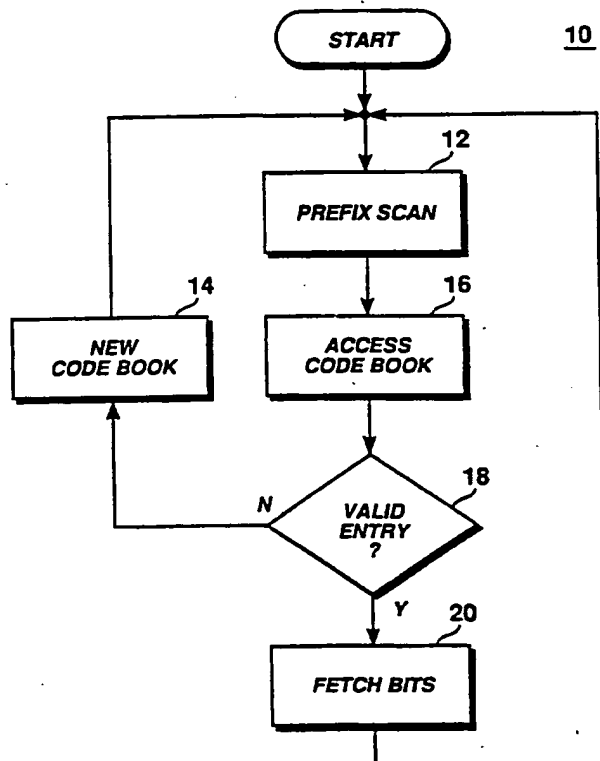 START
10
12
PREFIX SCAN
14
NEW
CODE BOOK
16
ACCESS
CODE BOOK
18
N
VALID
ENTRY
?
Y
20
FETCH BITS